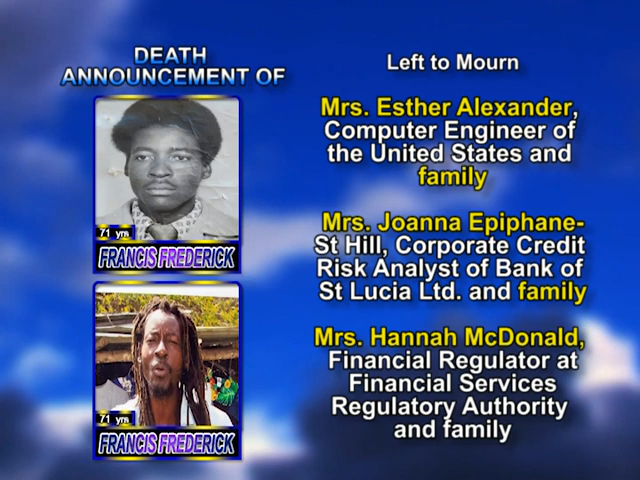 DEATH
ANNOUNCEMENT OF
71 yrs
FRANCIS FREDERICK
71 yrs
FRANCIS FREDERICK
Left to Mourn
Mrs. Esther Alexander,
Computer Engineer of
the United States and
family
Mrs. Joanna Epiphane-
St Hill, Corporate Credit
Risk Analyst of Bank of
St Lucia Ltd. and family
Mrs. Hannah McDonald,
Financial Regulator at
Financial Services
Regulatory Authority
and family